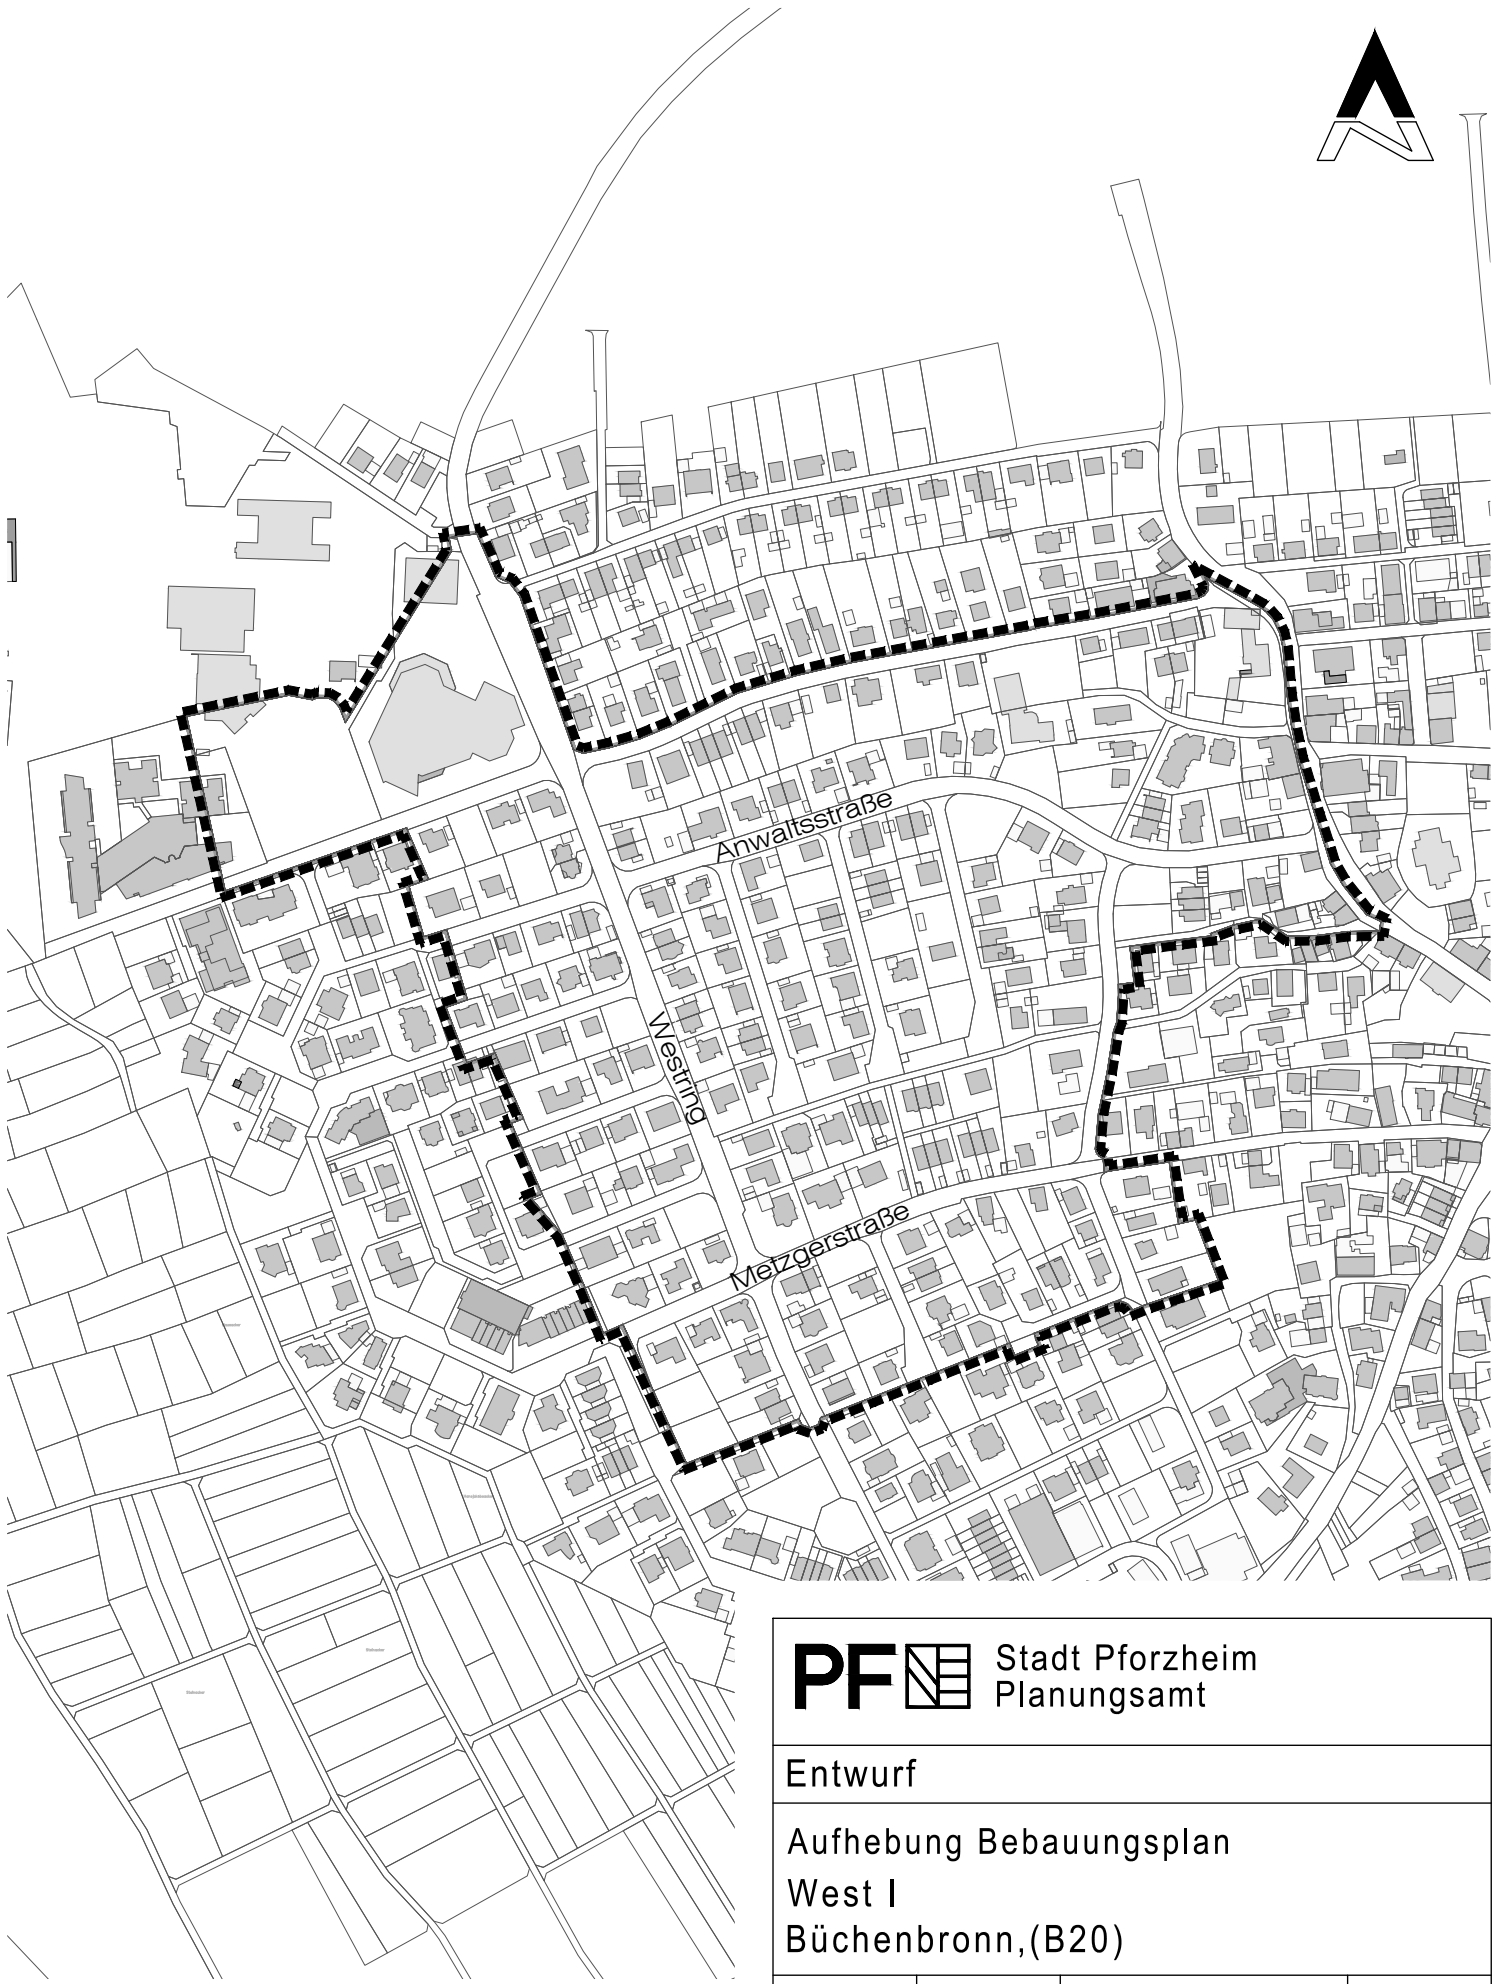 Anwaltsstraße
Westring
Metzgerstraße
PF
Stadt Pforzheim
Planungsamt
Entwurf
Aufhebung Bebauungsplan
West I
Büchenbronn,(B20)